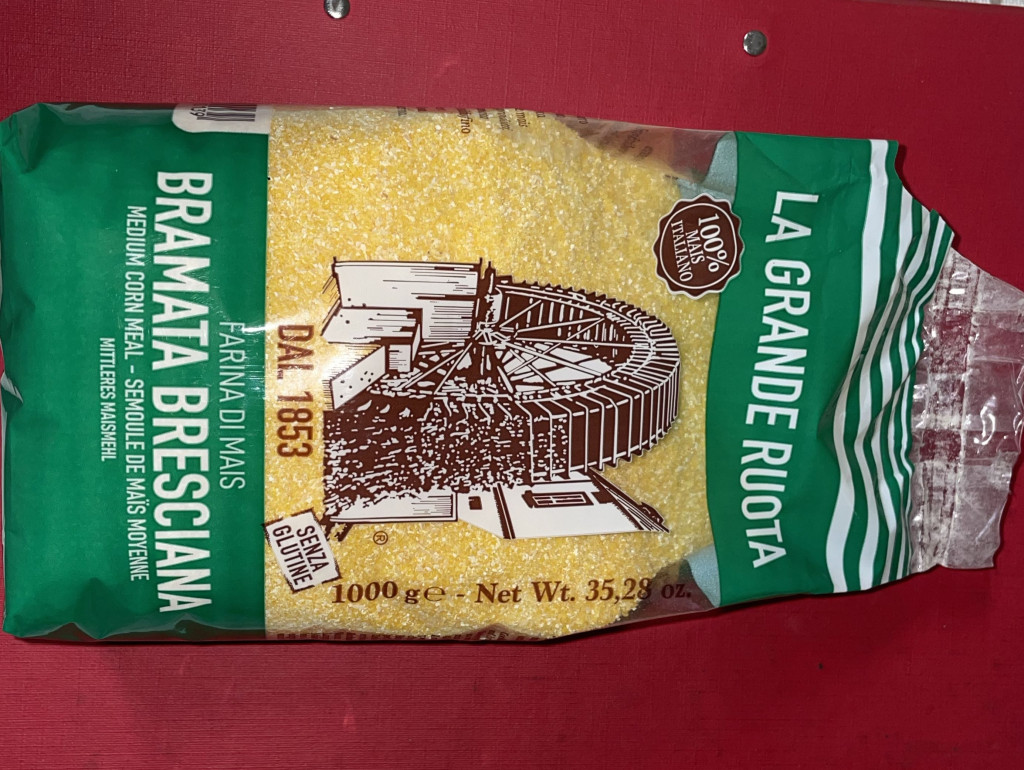 LA GRANDE RUOTA
100%
MAIS
ITALIANO
®
1000 g℮ - Net Wt. 35,28 oz.
DAL 1853
SENZA
GLUTINE
FARINA DI MAIS
BRAMATA BRESCIANA
MEDIUM CORN MEAL – SEMOULE DE MAÏS MOYENNE
MITTLERES MAISMEHL